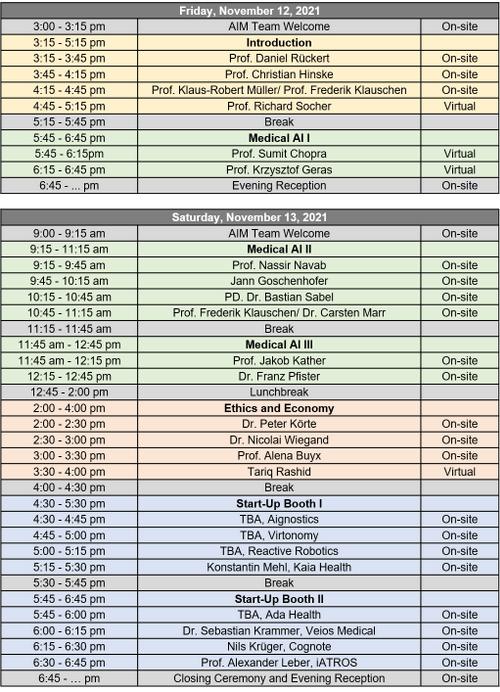 Friday, November 12, 2021
3:00 - 3:15 pm AIM Team Welcome On-site
3:15 - 5:15 pm Introduction
3:15 - 3:45 pm Prof. Daniel Rückert On-site
3:45 - 4:15 pm Prof. Christian Hinske On-site
4:15 - 4:45 pm Prof. Klaus-Robert Müller/ Prof. Frederik Klauschen On-site
4:45 - 5:15 pm Prof. Richard Socher Virtual
5:15 - 5:45 pm Break
5:45 - 6:45 pm Medical AI I
5:45 - 6:15pm Prof. Sumit Chopra Virtual
6:15 - 6:45 pm Prof. Krzysztof Geras Virtual
6:45 - ... pm Evening Reception On-site
Saturday, November 13, 2021
9:00 - 9:15 am AIM Team Welcome On-site
9:15 - 11:15 am Medical AI II
9:15 - 9:45 am Prof. Nassir Navab On-site
9:45 - 10:15 am Jann Goschenhofer On-site
10:15 - 10:45 am PD. Dr. Bastian Sabel On-site
10:45 - 11:15 am Prof. Frederik Klauschen/ Dr. Carsten Marr On-site
11:15 - 11:45 am Break
11:45 am - 12:45 pm Medical AI III
11:45 am - 12:15 pm Prof. Jakob Kather On-site
12:15 - 12:45 pm Dr. Franz Pfister On-site
12:45 - 2:00 pm Lunchbreak
2:00 - 4:00 pm Ethics and Economy
2:00 - 2:30 pm Dr. Peter Körte On-site
2:30 - 3:00 pm Dr. Nicolai Wiegand On-site
3:00 - 3:30 pm Prof. Alena Buyx On-site
3:30 - 4:00 pm Tariq Rashid Virtual
4:00 - 4:30 pm Break
4:30 - 5:30 pm Start-Up Booth I
4:30 - 4:45 pm TBA, Aignostics On-site
4:45 - 5:00 pm TBA, Virtonomy On-site
5:00 - 5:15 pm TBA, Reactive Robotics On-site
5:15 - 5:30 pm Konstantin Mehl, Kaia Health On-site
5:30 - 5:45 pm Break
5:45 - 6:45 pm Start-Up Booth II
5:45 - 6:00 pm TBA, Ada Health On-site
6:00 - 6:15 pm Dr. Sebastian Krammer, Veios Medical On-site
6:15 - 6:30 pm Nils Krüger, Cognote On-site
6:30 - 6:45 pm Prof. Alexander Leber, iATROS On-site
6:45 - ... pm Closing Ceremony and Evening Reception On-site